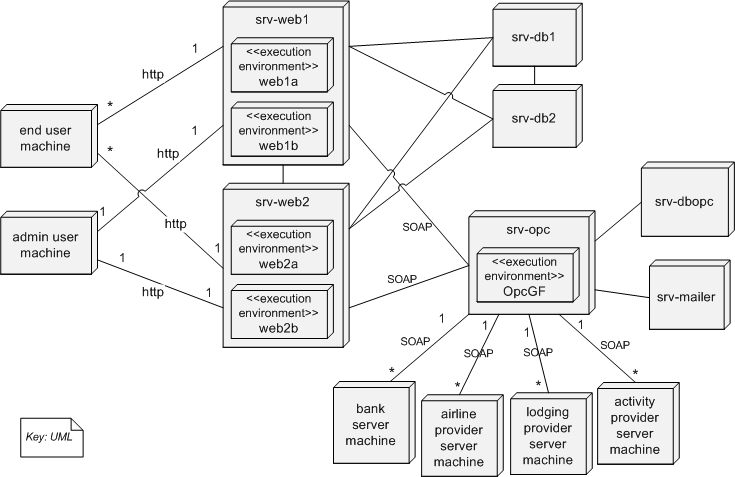 srv-web1
<<execution
environment>>
web1a
<<execution
environment>>
web1b
srv-db1
srv-db2
1
http
*
end user
machine
*
1
http
1
http
admin user
machine
1
1
http
1
srv-web2
<<execution
environment>>
web2a
<<execution
environment>>
web2b
SOAP
SOAP
srv-opc
<<execution
environment>>
OpcGF
srv-dbopc
srv-mailer
1
SOAP
*
1
SOAP
*
1
SOAP
*
1
SOAP
*
bank
server
machine
airline
provider
server
machine
lodging
provider
server
machine
activity
provider
server
machine
Key: UML